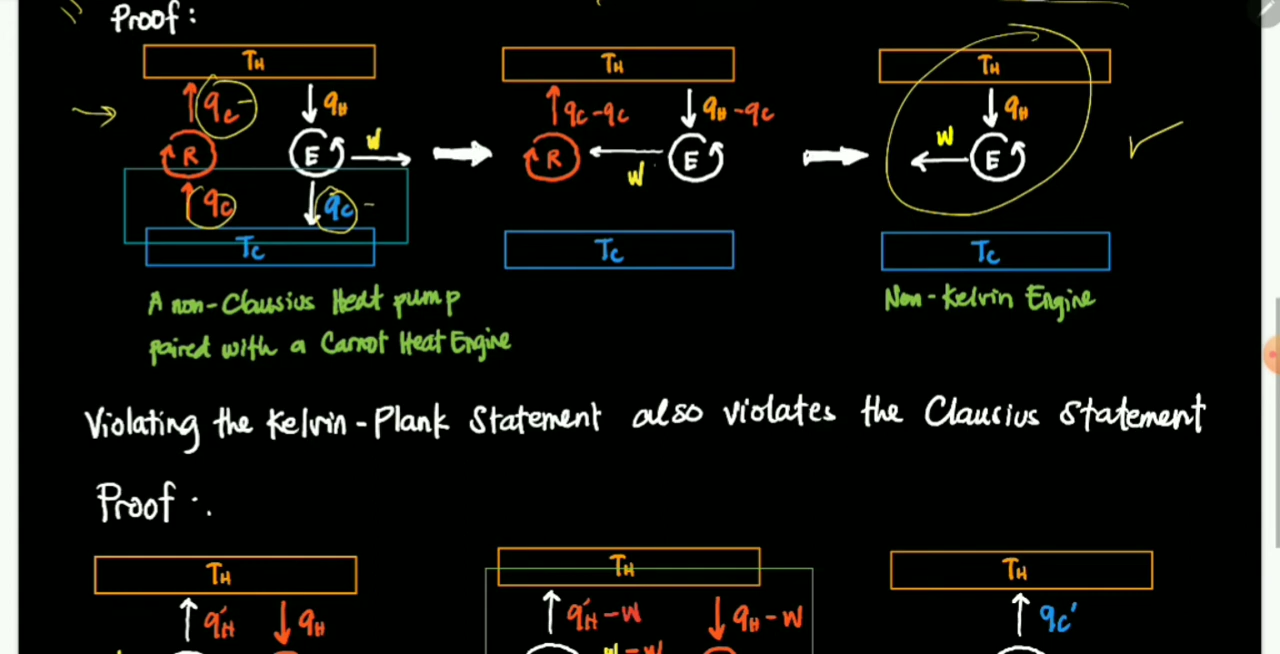 Proof:
TH TH TH
qc qH qc-qc qH-qc qH
R E W R W E W E
qc qc
Tc Tc Tc
A non-Clausius Heat pump Non-Kelvin Engine
paired with a Carnot Heat Engine
Violating the Kelvin-Plank Statement also violates the Clausius Statement
Proof:
TH TH TH
q'H qH q'H-W qH-W qc'
W-W